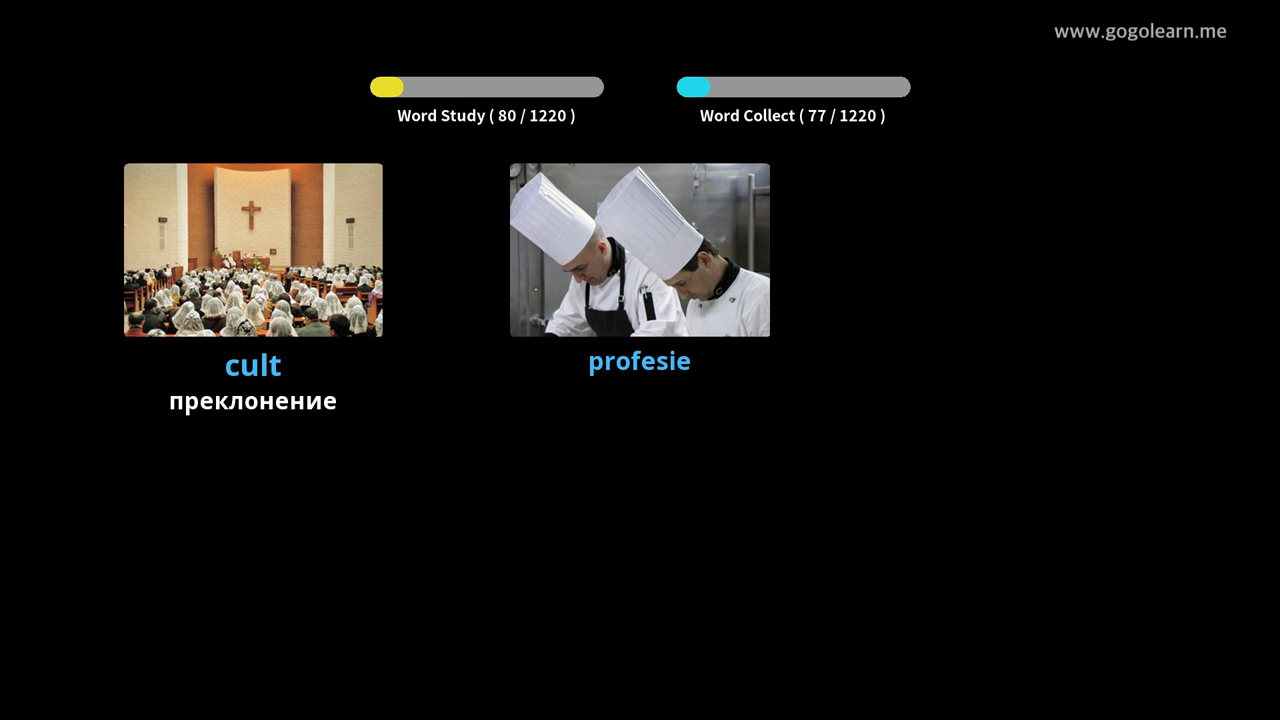 www.gogolearn.me
Word Study ( 80 / 1220 )
Word Collect ( 77 / 1220 )
cult
преклонение
profesie